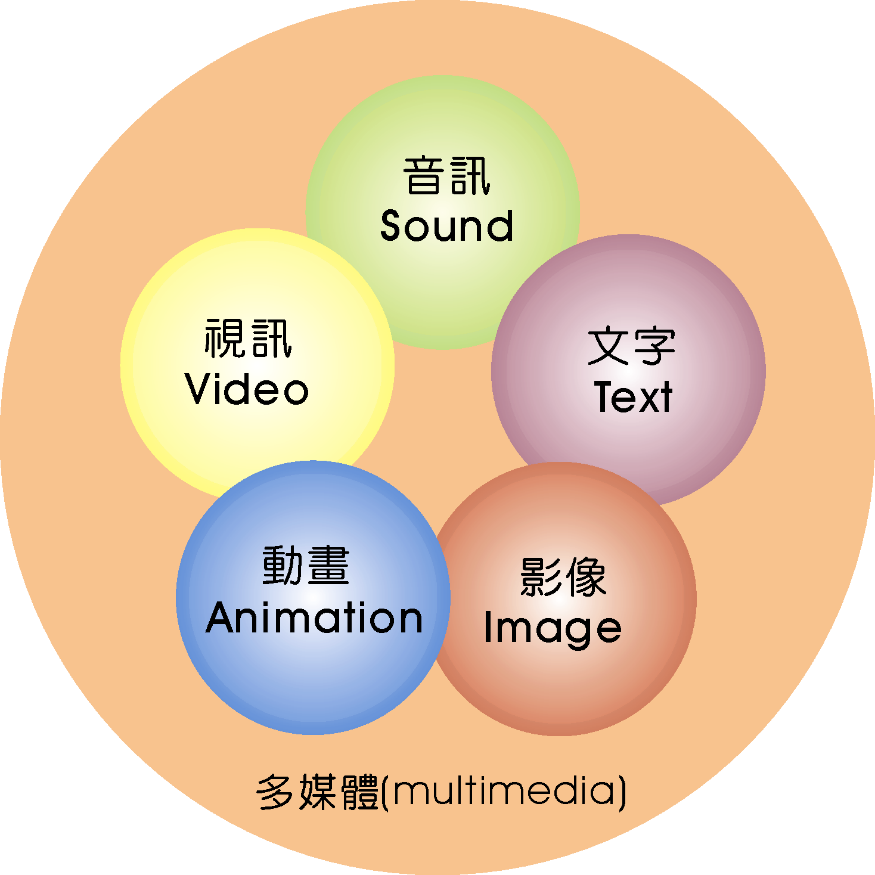 音訊
Sound
視訊
Video
文字
Text
動畫
Animation
影像
Image
多媒體(multimedia)